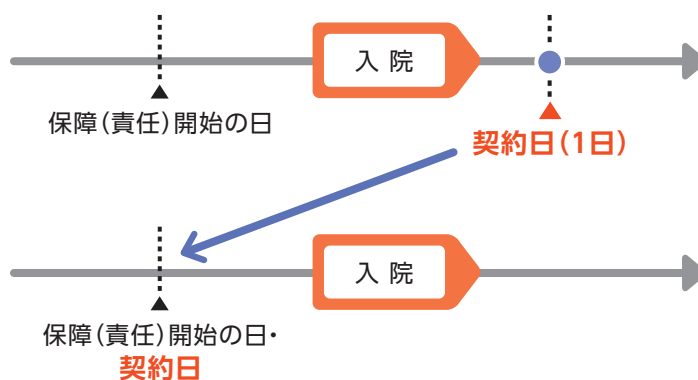 入院
保障(責任)開始の日
契約日(1日)
入院
保障(責任)開始の日・
契約日